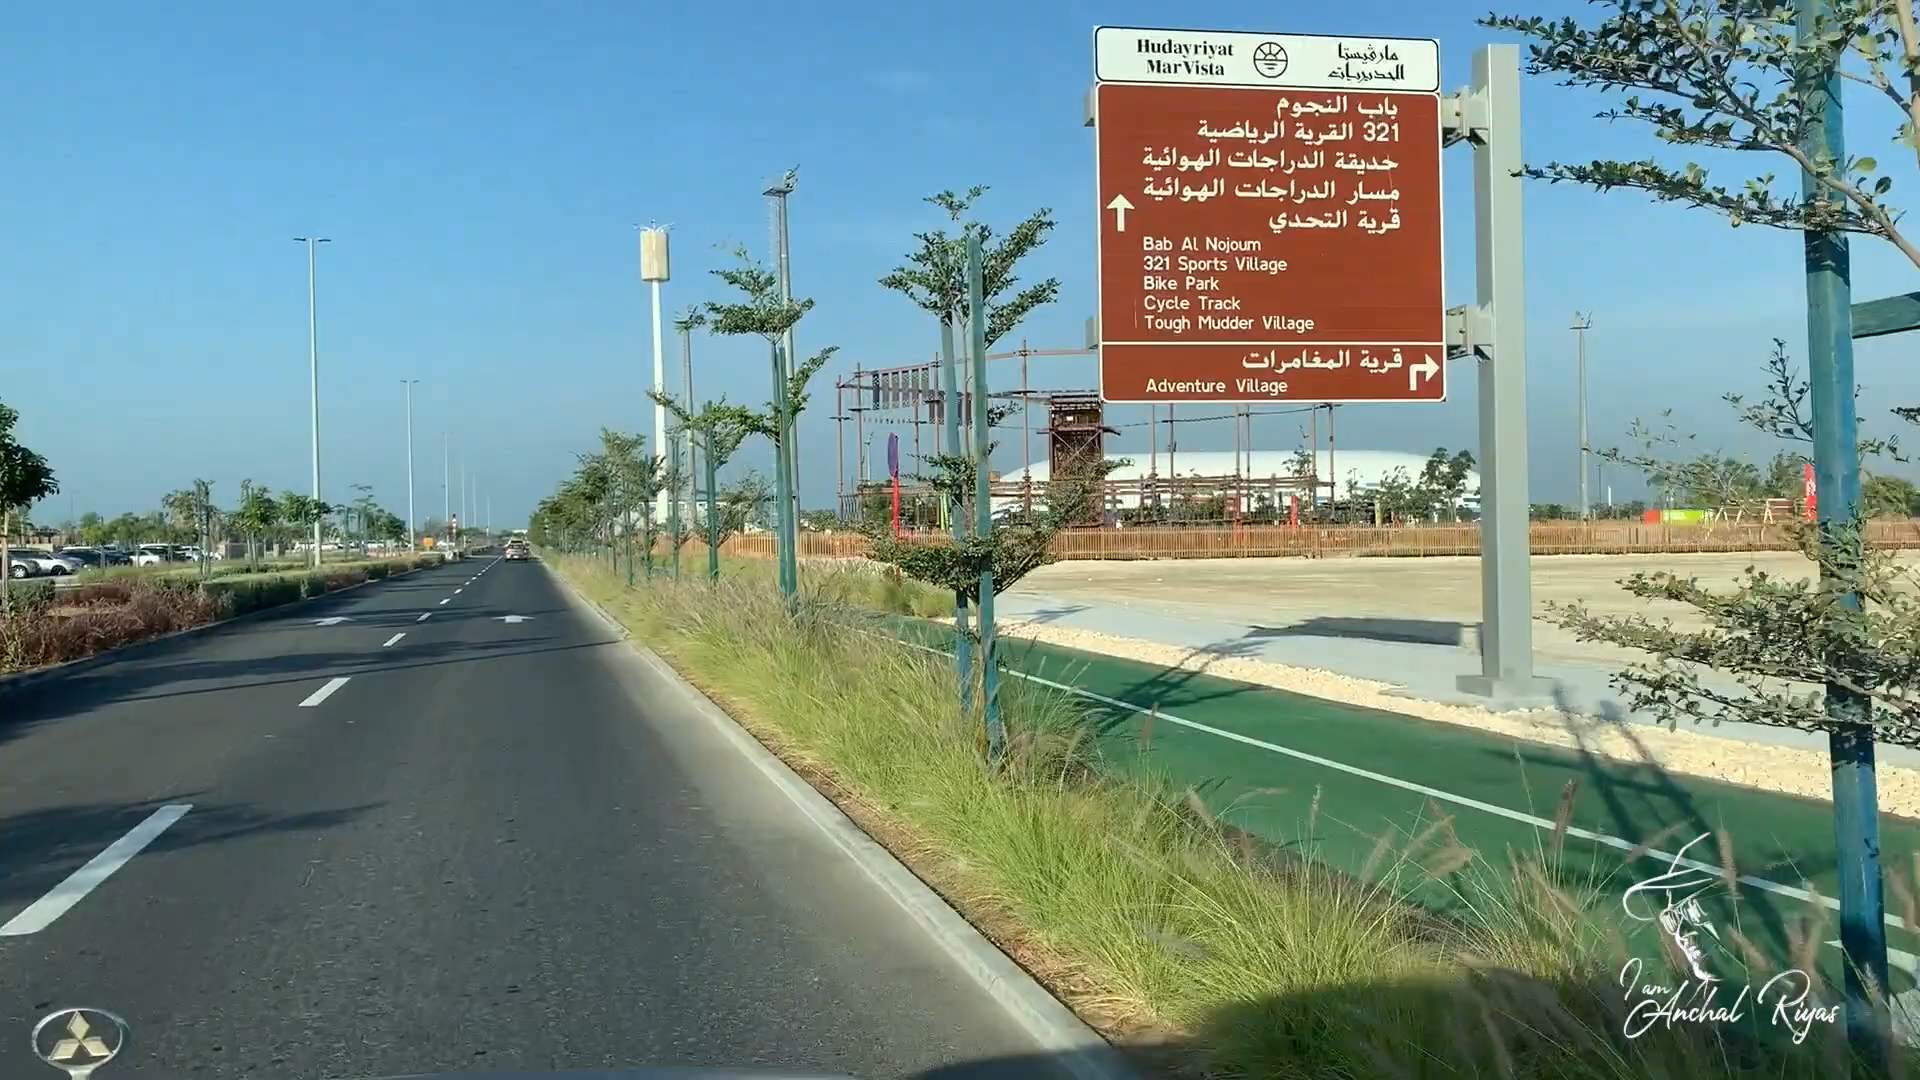 Hudayriyat
MarVista
مارڤيستا
الحديريات
باب النجوم
321 القرية الرياضية
حديقة الدراجات الهوائية
مسار الدراجات الهوائية
قرية التحدي
Bab Al Nojoum
321 Sports Village
Bike Park
Cycle Track
Tough Mudder Village
قرية المغامرات
Adventure Village
I am
Anchal Riyas